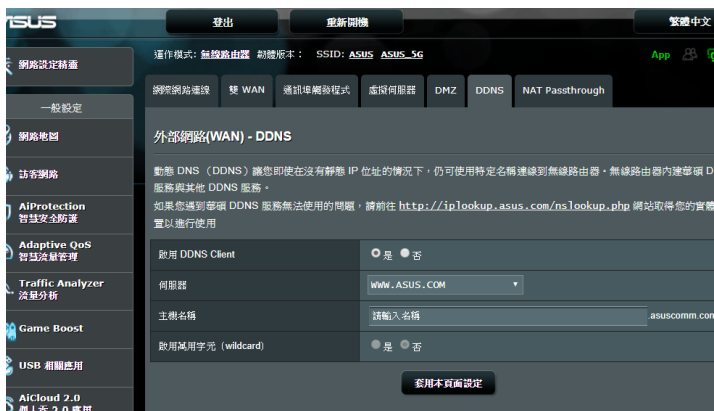 ASUS
登出
重新開機
繁體中文
運作模式: 無線路由器 韌體版本: SSID: ASUS ASUS_5G
App
網路設定精靈
網際網路連線 雙 WAN 通訊埠觸發程式 虛擬伺服器 DMZ DDNS NAT Passthrough
一般設定
網路地圖
外部網路(WAN) - DDNS
訪客網路
動態 DNS （DDNS）讓您即使在沒有靜態 IP 位址的情況下，仍可使用特定名稱連線到無線路由器。無線路由器內建華碩 D
服務與其他 DDNS 服務。
如果您遇到華碩 DDNS 服務無法使用的問題，請前往 http://iplookup.asus.com/nslookup.php 網站取得您的實體
置以進行使用
AiProtection
智慧安全防護
Adaptive QoS
智慧流量管理
啟用 DDNS Client 是 否
Traffic Analyzer
流量分析
伺服器 WWW.ASUS.COM
主機名稱 請輸入名稱 .asuscomm.com
Game Boost
啟用萬用字元（wildcard） 是 否
USB 相關應用
套用本頁面設定
AiCloud 2.0
個人雲 2.0 應用